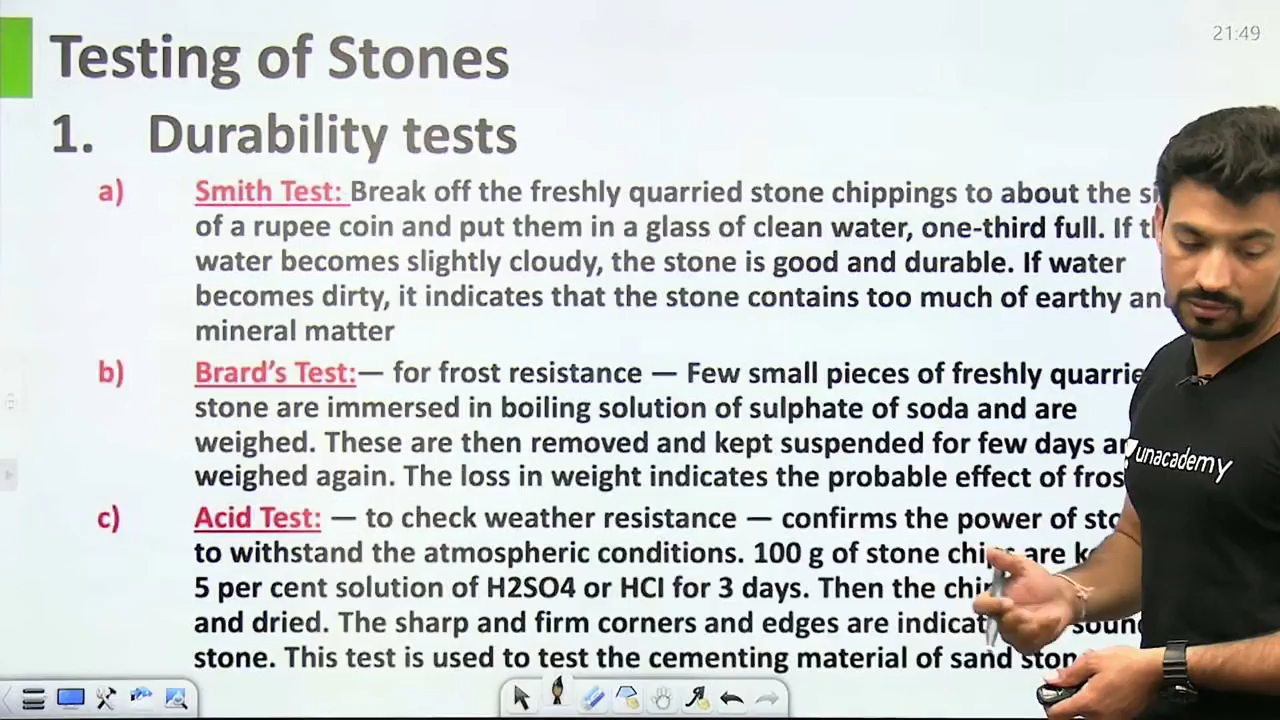 21:49
Testing of Stones
1. Durability tests
a) Smith Test: Break off the freshly quarried stone chippings to about the
of a rupee coin and put them in a glass of clean water, one-third full. If
water becomes slightly cloudy, the stone is good and durable. If water
becomes dirty, it indicates that the stone contains too much of earthy
mineral matter
b) Brard's Test:— for frost resistance — Few small pieces of freshly
stone are immersed in boiling solution of sulphate of soda and are
weighed. These are then removed and kept suspended for few days
weighed again. The loss in weight indicates the probable effect of
c) Acid Test: — to check weather resistance — confirms the power of
to withstand the atmospheric conditions. 100 g of stone chips are
5 per cent solution of H2SO4 or HCI for 3 days. Then the
and dried. The sharp and firm corners and edges are
stone. This test is used to test the cementing material of sand
unacademy